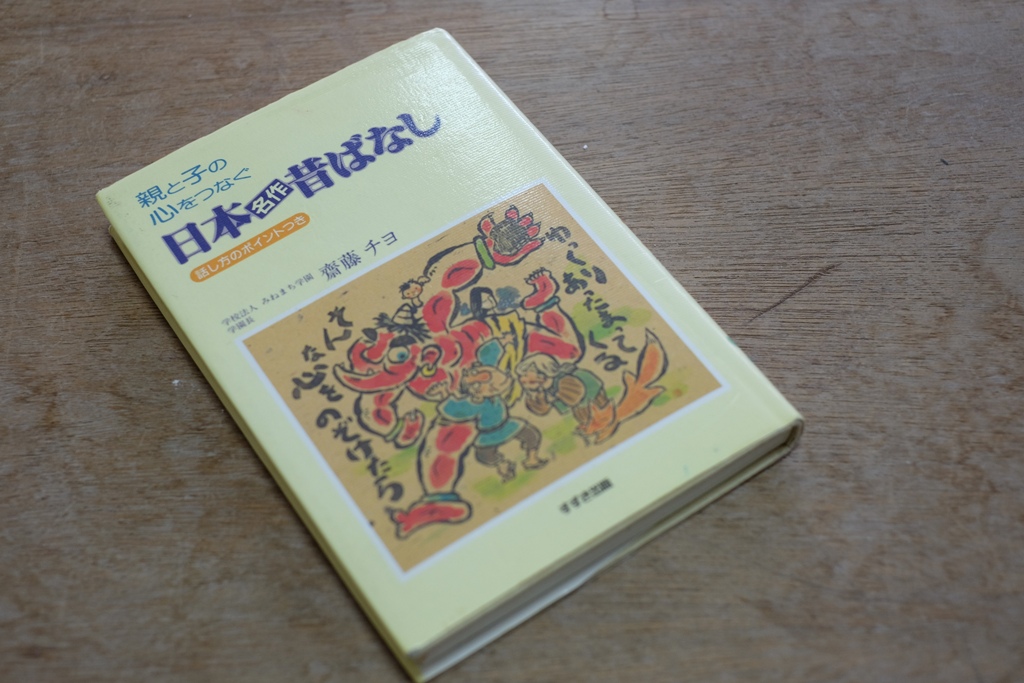 親と子の
心をつなぐ
日本名作昔ばなし
話し方のポイントつき
学校法人 みねまち学園
学園長
齋藤 チヨ
ゆっくり
あたまって
くる
そんな
心をのぞけたら
すずき出版